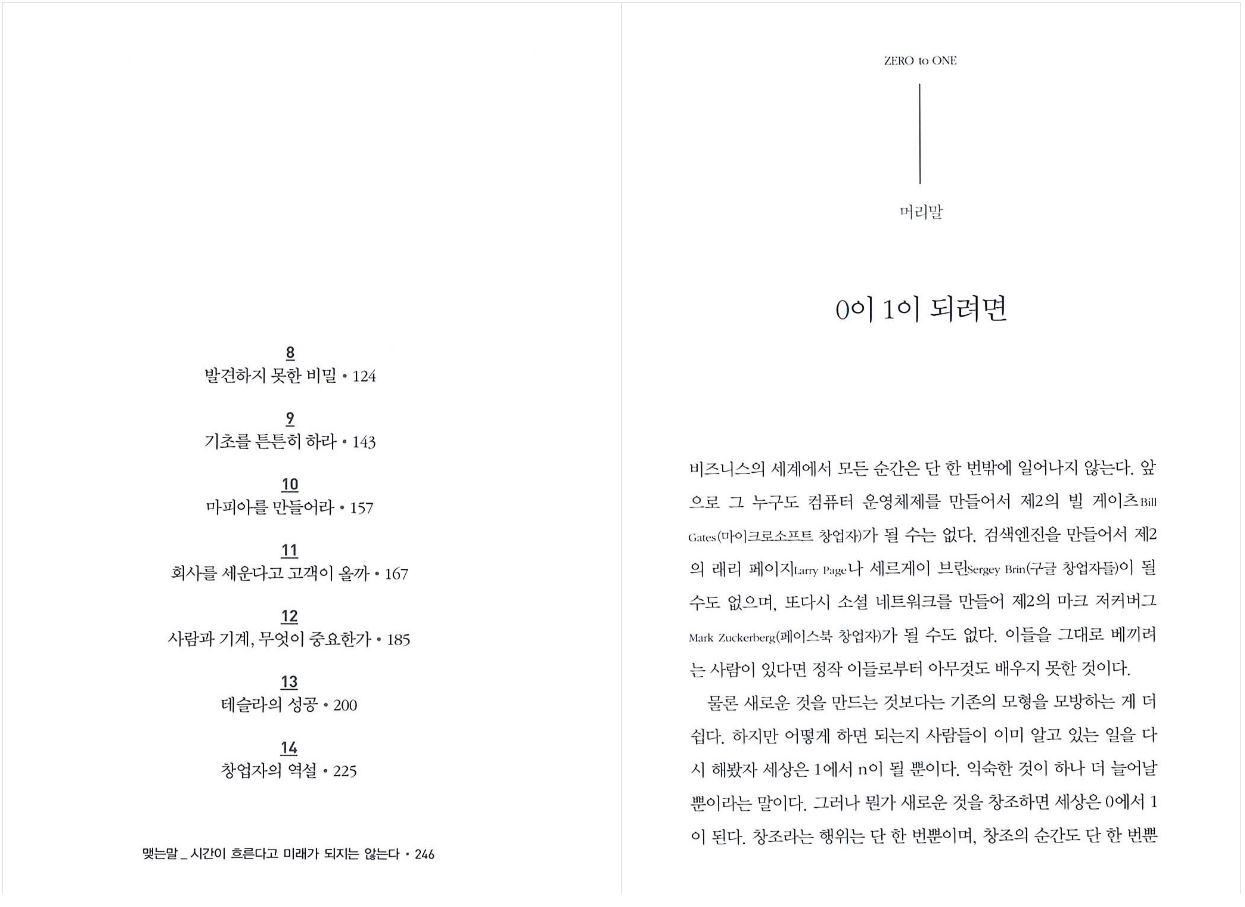 8
발견하지 못한 비밀 • 124
9
기초를 튼튼히 하라 • 143
10
마피아를 만들어라 • 157
11
회사를 세운다고 고객이 올까 • 167
12
사람과 기계, 무엇이 중요한가 • 185
13
테슬라의 성공 • 200
14
창업자의 역설 • 225
맺는말 _ 시간이 흐른다고 미래가 되지는 않는다 • 246
ZERO to ONE
머리말
0이 1이 되려면
비즈니스의 세계에서 모든 순간은 단 한 번밖에 일어나지 않는다. 앞
으로 그 누구도 컴퓨터 운영체제를 만들어서 제2의 빌 게이츠Bill
Gates(마이크로소프트 창업자)가 될 수는 없다. 검색엔진을 만들어서 제2
의 래리 페이지Larry Page나 세르게이 브린Sergey Brin(구글 창업자들)이 될
수도 없으며, 또다시 소셜 네트워크를 만들어 제2의 마크 저커버그
Mark Zuckerberg(페이스북 창업자)가 될 수도 없다. 이들을 그대로 베끼려
는 사람이 있다면 정작 이들로부터 아무것도 배우지 못한 것이다.
물론 새로운 것을 만드는 것보다는 기존의 모형을 모방하는 게 더
쉽다. 하지만 어떻게 하면 되는지 사람들이 이미 알고 있는 일을 다
시 해봤자 세상은 1에서 n이 될 뿐이다. 익숙한 것이 하나 더 늘어날
뿐이라는 말이다. 그러나 뭔가 새로운 것을 창조하면 세상은 0에서 1
이 된다. 창조라는 행위는 단 한 번뿐이며, 창조의 순간도 단 한 번뿐